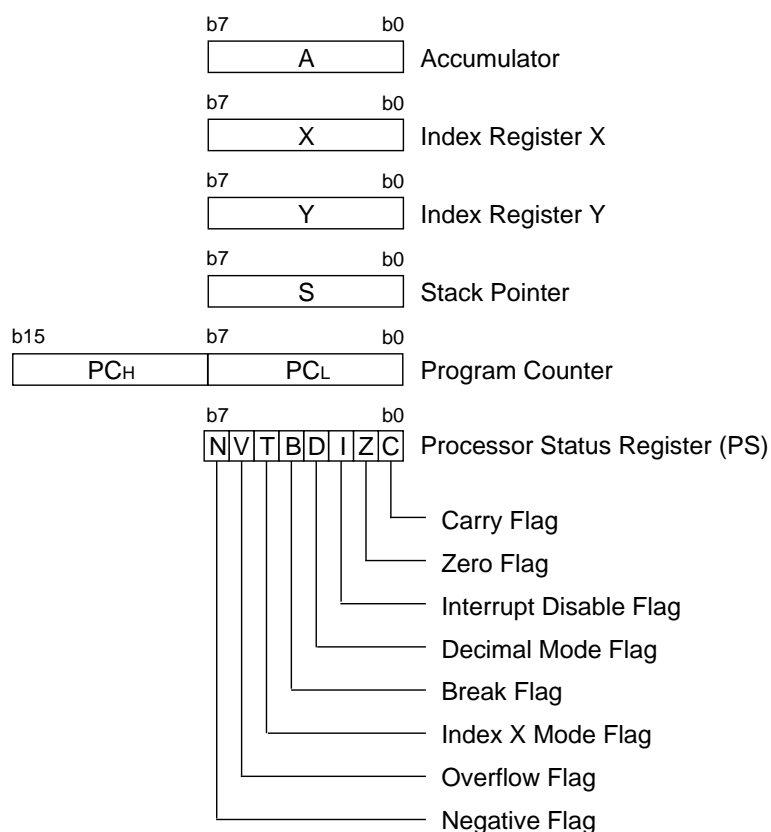 b7 b0
A Accumulator
b7 b0
X Index Register X
b7 b0
Y Index Register Y
b7 b0
S Stack Pointer
b15 b7 b0
PCH PCL Program Counter
b7 b0
N V T B D I Z C Processor Status Register (PS)
Carry Flag
Zero Flag
Interrupt Disable Flag
Decimal Mode Flag
Break Flag
Index X Mode Flag
Overflow Flag
Negative Flag